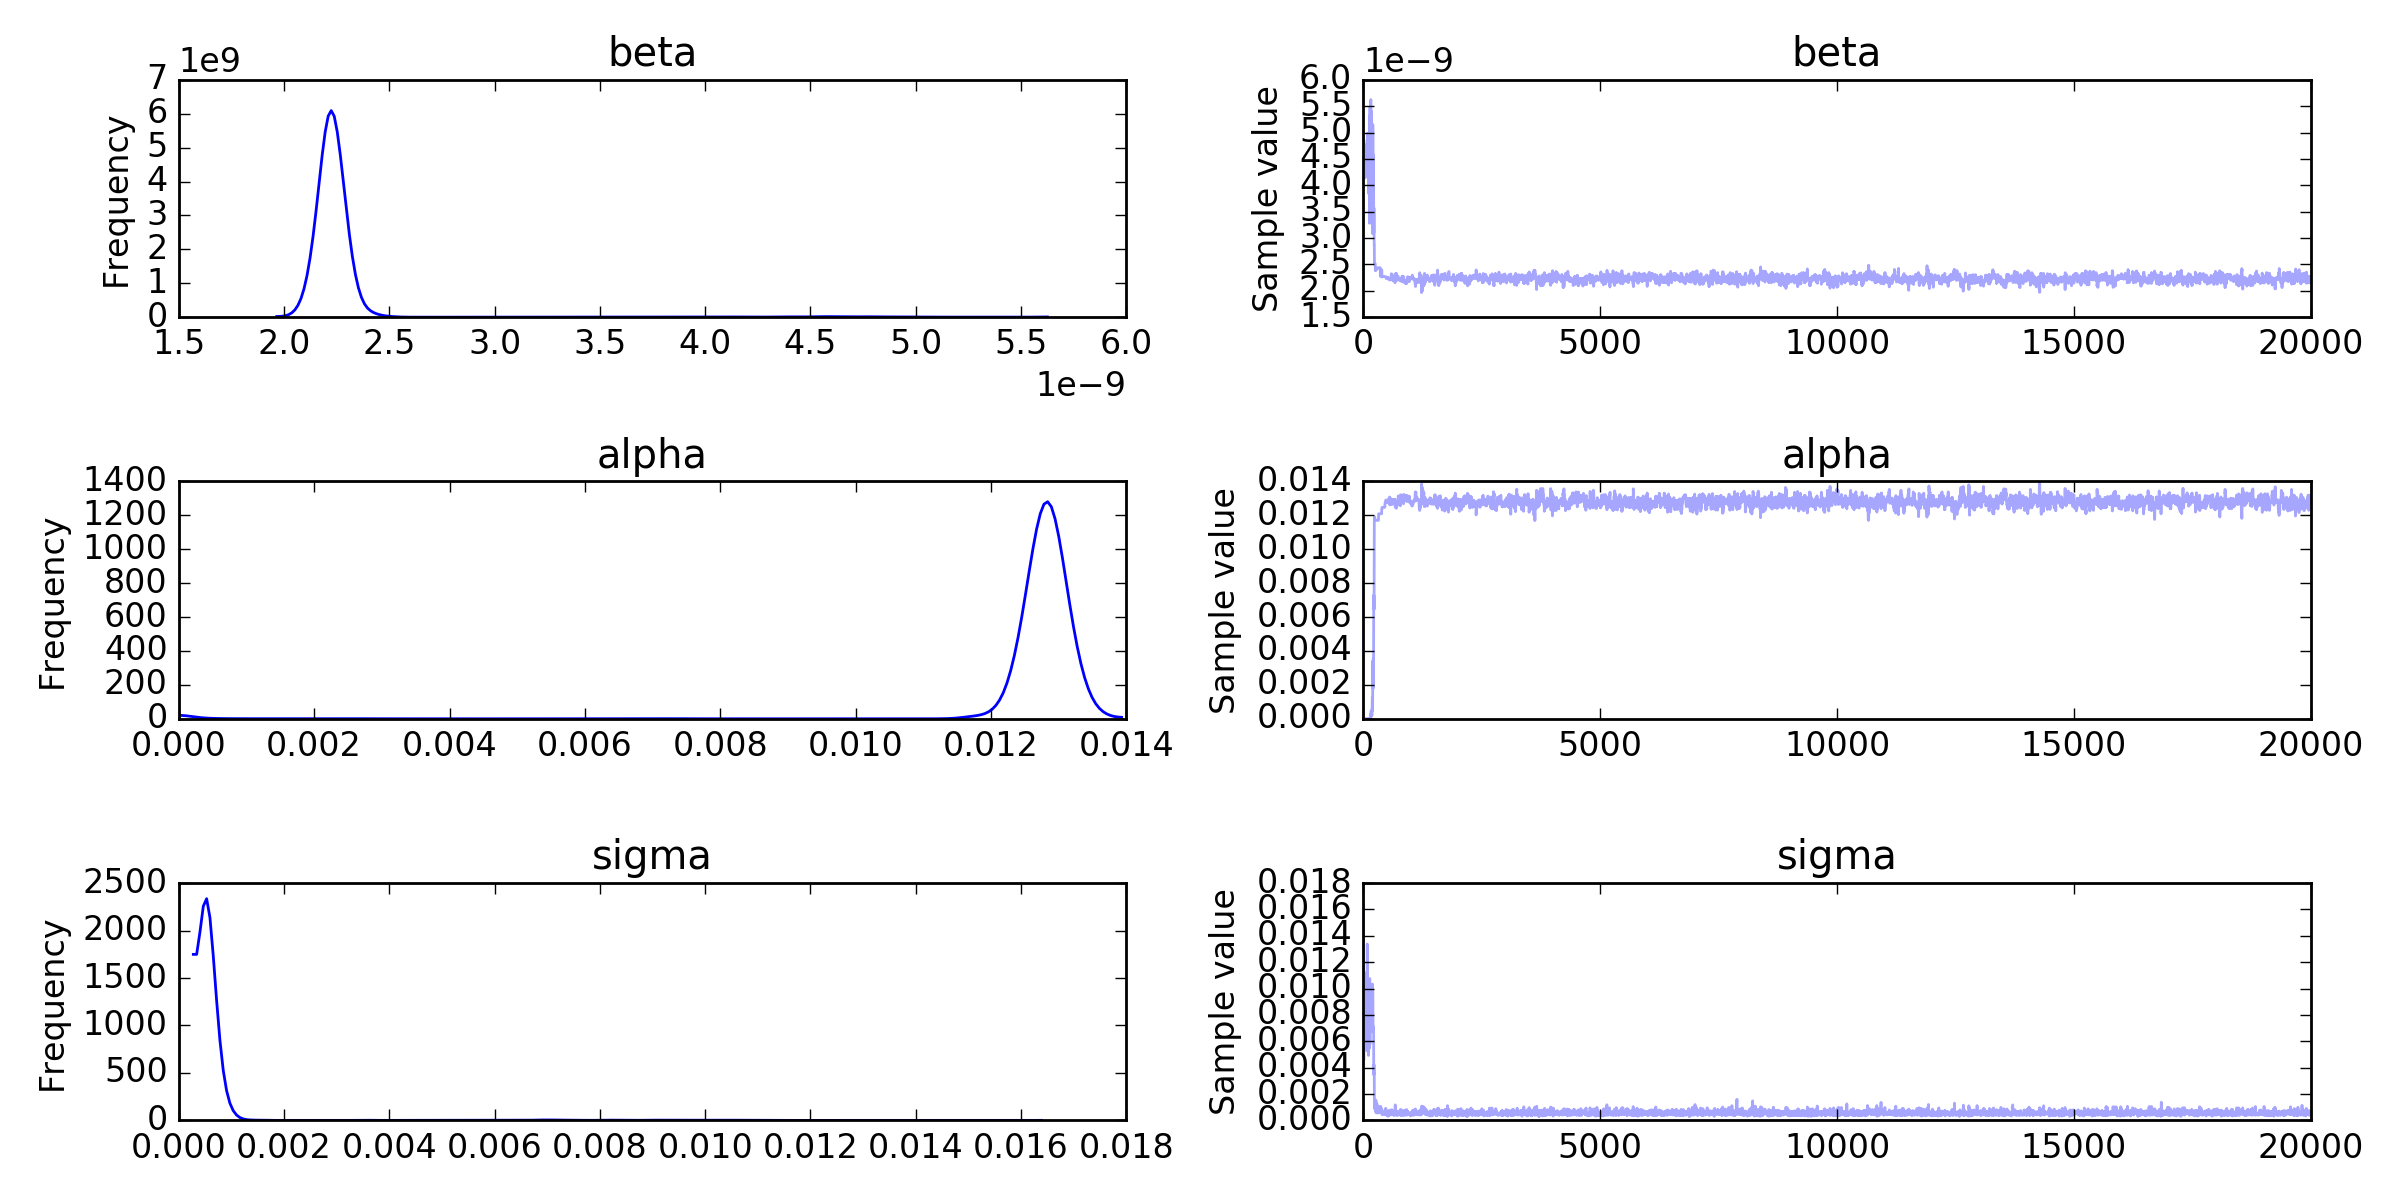 beta
1e9
Frequency
7
6
5
4
3
2
1
0
1.5 2.0 2.5 3.0 3.5 4.0 4.5 5.0 5.5 6.0
1e−9
beta
1e−9
Sample value
6.0
5.5
5.0
4.5
4.0
3.5
3.0
2.5
2.0
1.5
0 5000 10000 15000 20000
alpha
Frequency
1400
1200
1000
800
600
400
200
0
0.000 0.002 0.004 0.006 0.008 0.010 0.012 0.014
alpha
Sample value
0.014
0.012
0.010
0.008
0.006
0.004
0.002
0.000
0 5000 10000 15000 20000
sigma
Frequency
2500
2000
1500
1000
500
0
0.000 0.002 0.004 0.006 0.008 0.010 0.012 0.014 0.016 0.018
sigma
Sample value
0.018
0.016
0.014
0.012
0.010
0.008
0.006
0.004
0.002
0.000
0 5000 10000 15000 20000